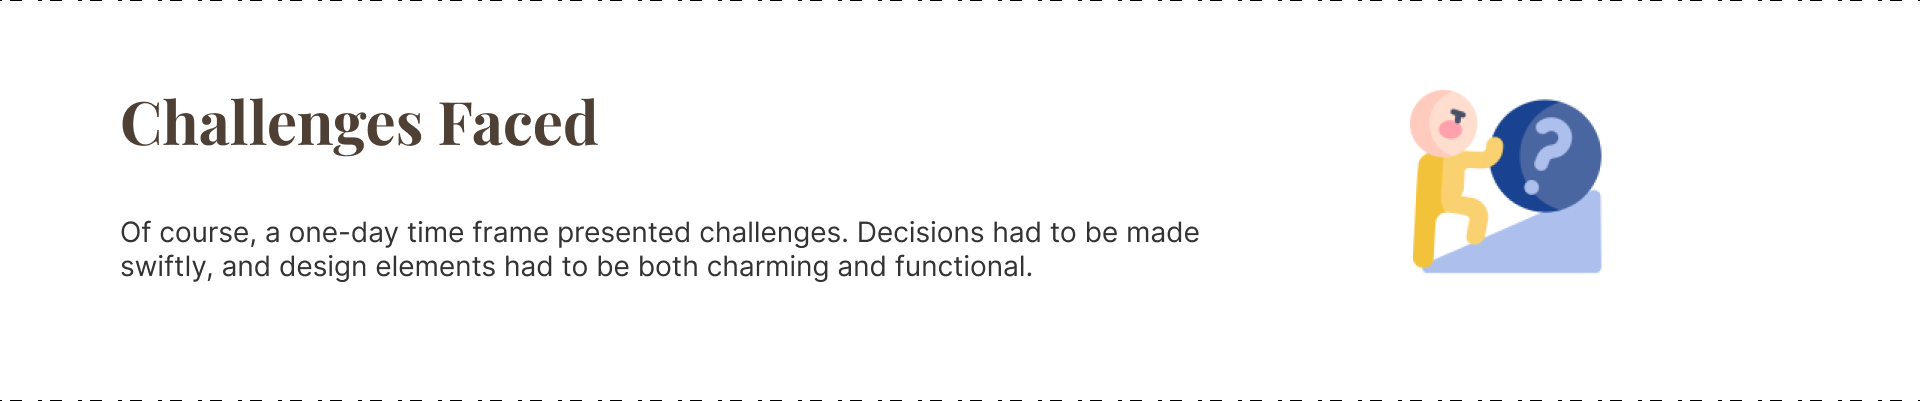 Challenges Faced
Of course, a one-day time frame presented challenges. Decisions had to be made
swiftly, and design elements had to be both charming and functional.
?